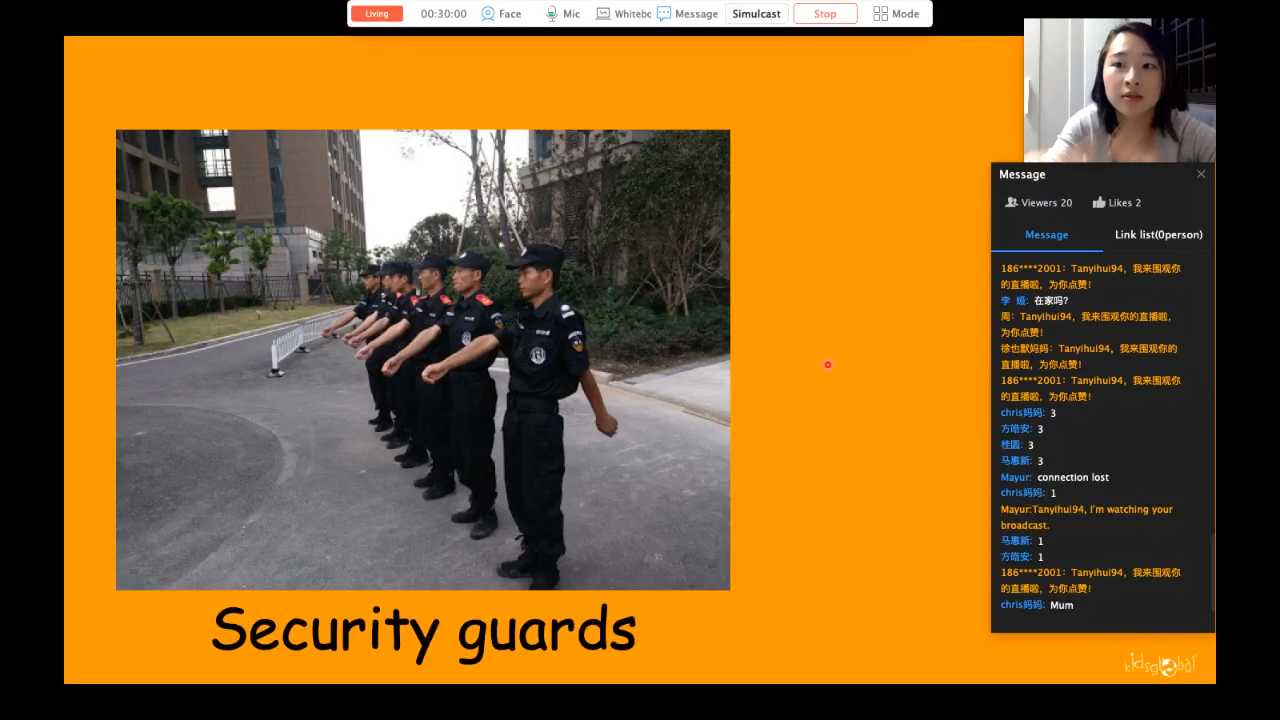 Living
00:30:00
Face
Mic
Whitebc
Message
Simulcast
Stop
Mode
Security guards
Message
Viewers 20
Likes 2
Message
Link list(0person)
186****2001: Tanyihui94，我来围观你
的直播啦，为你点赞！
李 娅: 在家吗?
周: Tanyihui94，我来围观你的直播啦，
为你点赞！
徐也默妈妈: Tanyihui94，我来围观你的
直播啦，为你点赞！
186****2001: Tanyihui94，我来围观你
的直播啦，为你点赞！
chris妈妈: 3
方皓安: 3
桂圆: 3
马惠新: 3
Mayur: connection lost
chris妈妈: 1
Mayur:Tanyihui94, I'm watching your
broadcast.
马惠新: 1
方皓安: 1
186****2001: Tanyihui94，我来围观你
的直播啦，为你点赞！
chris妈妈: Mum
kidsglobal